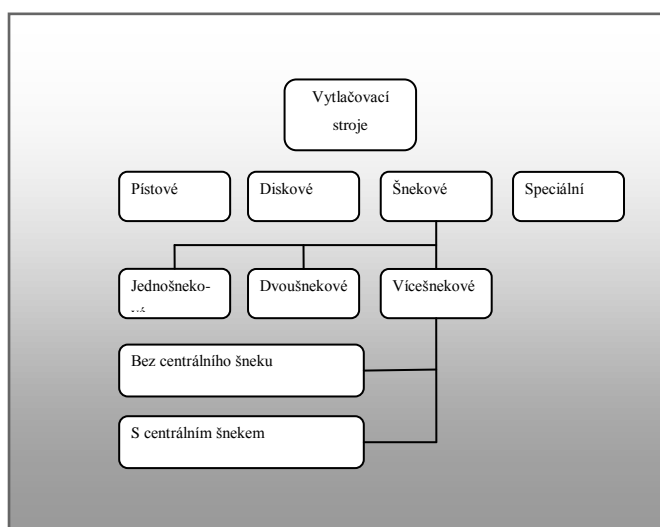 Vytlačovací
stroje
Pístové
Diskové
Šnekové
Speciální
Jednošneko-
Dvoušnekové
Vícešnekové
Bez centrálního šneku
S centrálním šnekem